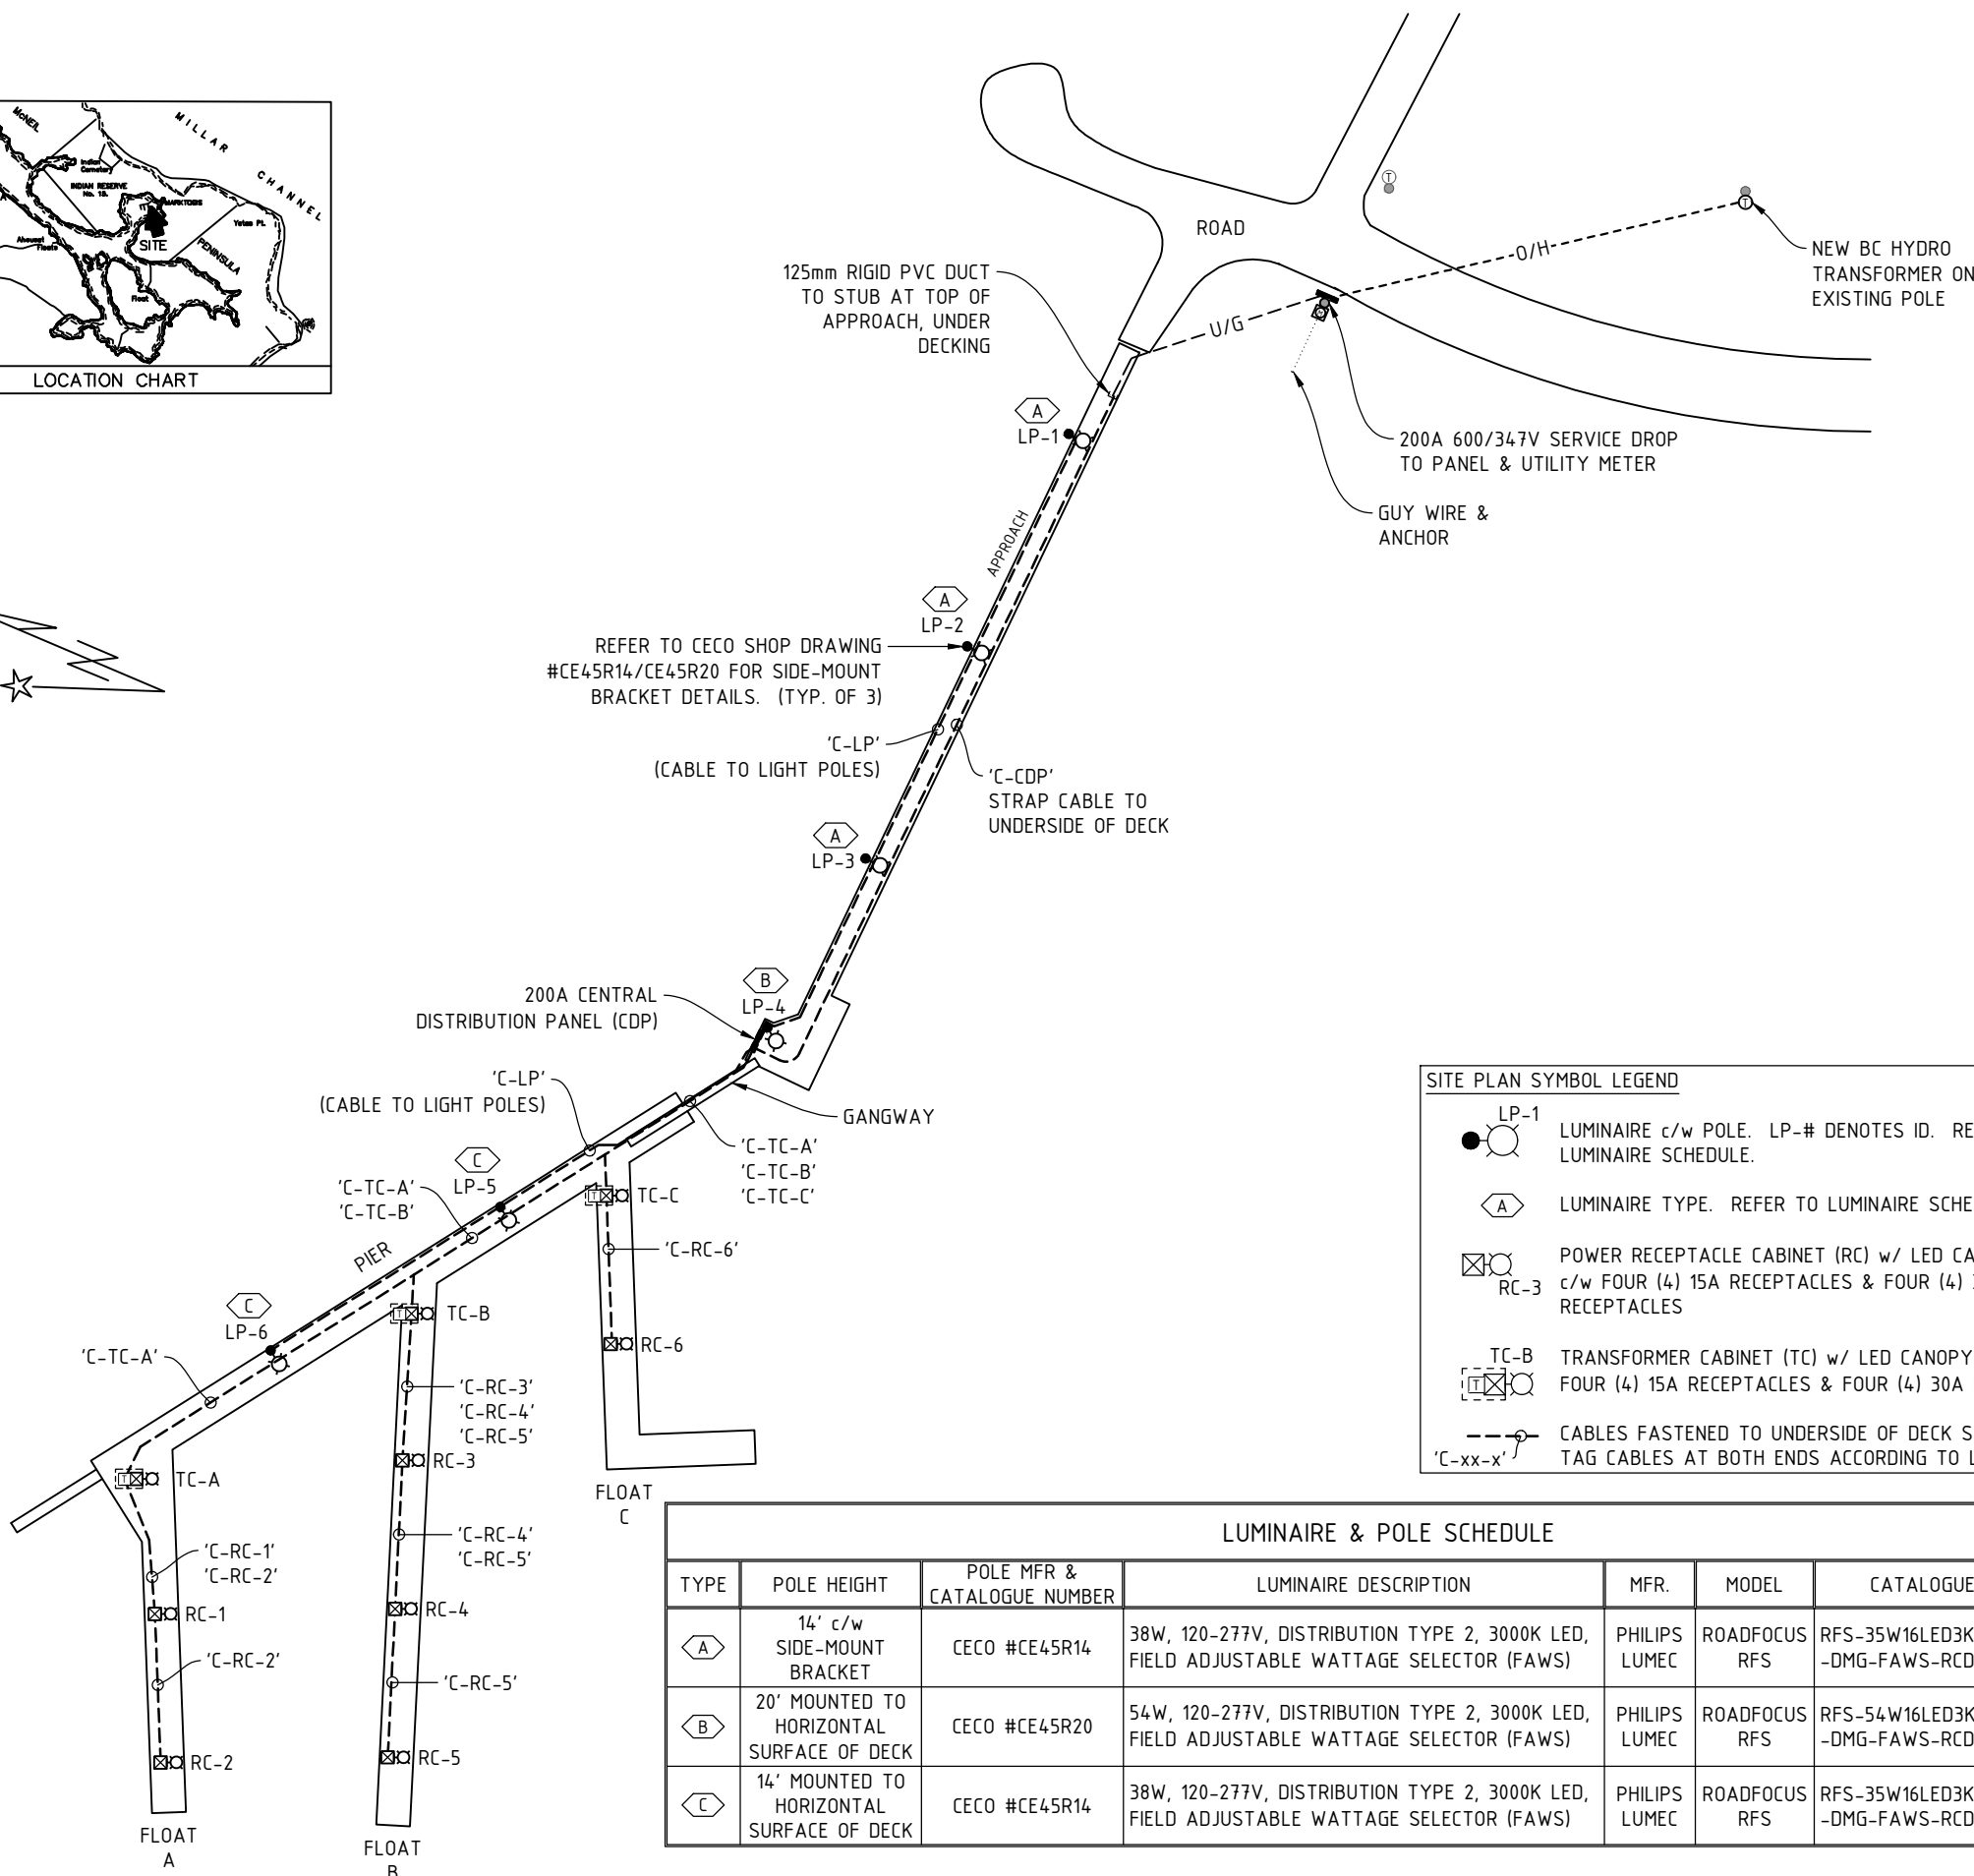 McNEIL
MILLAR
CHANNEL
Indian
Cemetery
INDIAN RESERVE
No. 15.
MARKTOSIS
Yates Pt.
Ahousat
Floats
SITE
PENINSULA
Float
LOCATION CHART
ROAD
T
O/H
T
NEW BC HYDRO
TRANSFORMER ON
EXISTING POLE
125mm RIGID PVC DUCT
TO STUB AT TOP OF
APPROACH, UNDER
DECKING
U/G
A
LP-1
200A 600/347V SERVICE DROP
TO PANEL & UTILITY METER
GUY WIRE &
ANCHOR
APPROACH
A
LP-2
REFER TO CECO SHOP DRAWING
#CE45R14/CE45R20 FOR SIDE-MOUNT
BRACKET DETAILS. (TYP. OF 3)
'C-LP'
(CABLE TO LIGHT POLES)
'C-CDP'
STRAP CABLE TO
UNDERSIDE OF DECK
A
LP-3
B
LP-4
200A CENTRAL
DISTRIBUTION PANEL (CDP)
'C-LP'
(CABLE TO LIGHT POLES)
GANGWAY
'C-TC-A'
'C-TC-B'
'C-TC-C'
C
LP-5
'C-TC-A'
'C-TC-B'
T
TC-C
PIER
'C-RC-6'
C
LP-6
T
TC-B
RC-6
'C-TC-A'
'C-RC-3'
'C-RC-4'
'C-RC-5'
RC-3
T
TC-A
FLOAT
C
'C-RC-4'
'C-RC-5'
'C-RC-1'
'C-RC-2'
RC-1
RC-4
'C-RC-2'
'C-RC-5'
RC-2
RC-5
FLOAT
A
FLOAT
B
SITE PLAN SYMBOL LEGEND
LP-1
LUMINAIRE c/w POLE. LP-# DENOTES ID. RE
LUMINAIRE SCHEDULE.
A
LUMINAIRE TYPE. REFER TO LUMINAIRE SCHE
RC-3
POWER RECEPTACLE CABINET (RC) w/ LED CA
c/w FOUR (4) 15A RECEPTACLES & FOUR (4)
RECEPTACLES
TC-B
T
TRANSFORMER CABINET (TC) w/ LED CANOPY
FOUR (4) 15A RECEPTACLES & FOUR (4) 30A
'C-xx-x'
CABLES FASTENED TO UNDERSIDE OF DECK S
TAG CABLES AT BOTH ENDS ACCORDING TO L
LUMINAIRE & POLE SCHEDULE
TYPE
POLE HEIGHT
POLE MFR &
CATALOGUE NUMBER
LUMINAIRE DESCRIPTION
MFR.
MODEL
CATALOGUE
A
14' c/w
SIDE-MOUNT
BRACKET
CECO #CE45R14
38W, 120-277V, DISTRIBUTION TYPE 2, 3000K LED,
FIELD ADJUSTABLE WATTAGE SELECTOR (FAWS)
PHILIPS
LUMEC
ROADFOCUS
RFS
RFS-35W16LED3K
-DMG-FAWS-RCD
B
20' MOUNTED TO
HORIZONTAL
SURFACE OF DECK
CECO #CE45R20
54W, 120-277V, DISTRIBUTION TYPE 2, 3000K LED,
FIELD ADJUSTABLE WATTAGE SELECTOR (FAWS)
PHILIPS
LUMEC
ROADFOCUS
RFS
RFS-54W16LED3K
-DMG-FAWS-RCD
C
14' MOUNTED TO
HORIZONTAL
SURFACE OF DECK
CECO #CE45R14
38W, 120-277V, DISTRIBUTION TYPE 2, 3000K LED,
FIELD ADJUSTABLE WATTAGE SELECTOR (FAWS)
PHILIPS
LUMEC
ROADFOCUS
RFS
RFS-35W16LED3K
-DMG-FAWS-RCD